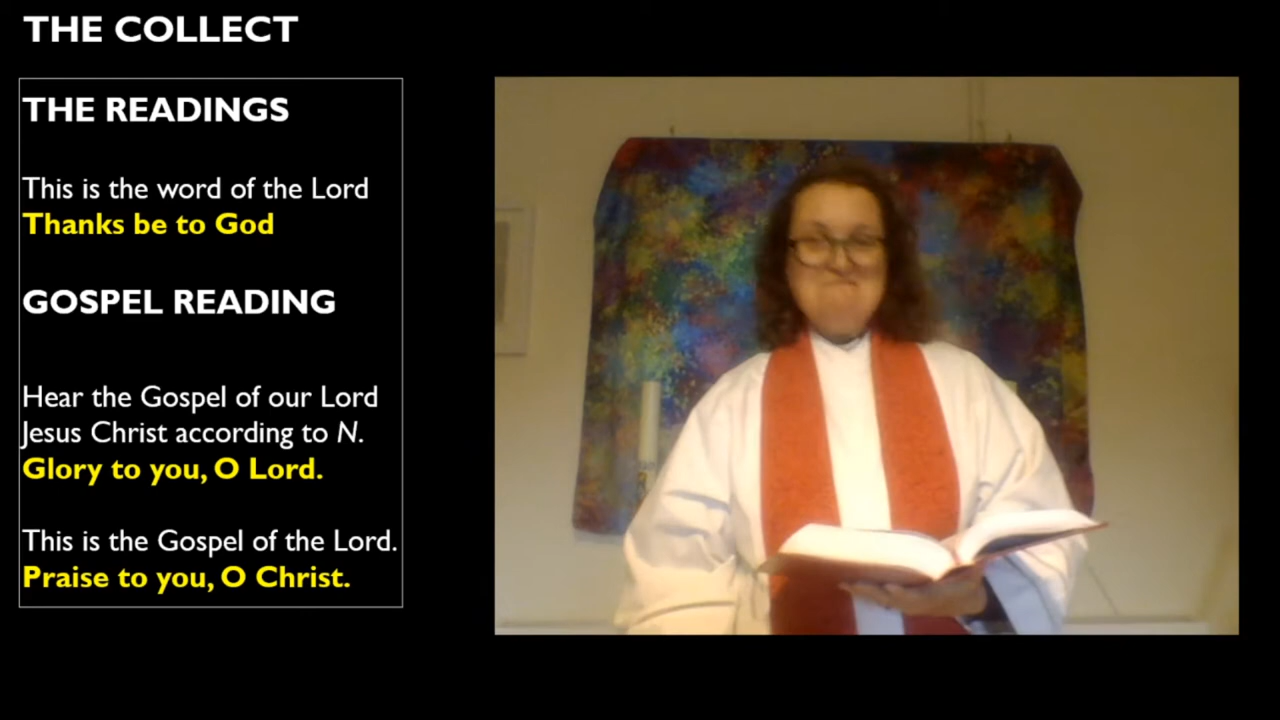 THE COLLECT
THE READINGS
This is the word of the Lord
Thanks be to God
GOSPEL READING
Hear the Gospel of our Lord
Jesus Christ according to N.
Glory to you, O Lord.
This is the Gospel of the Lord.
Praise to you, O Christ.